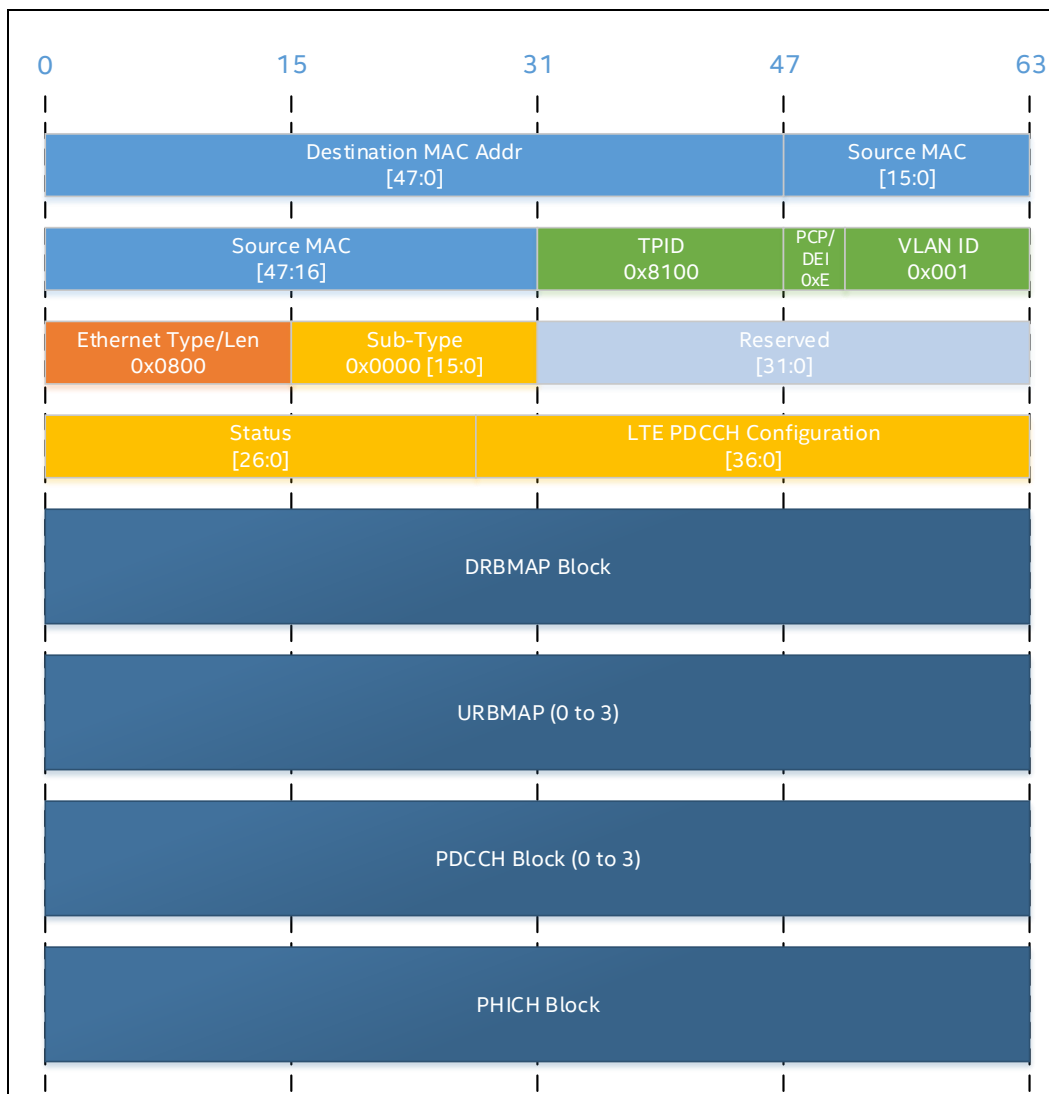 0 15 31 47 63
Destination MAC Addr
[47:0]
Source MAC
[15:0]
Source MAC
[47:16]
TPID
0x8100
PCP/
DEI
0xE
VLAN ID
0x001
Ethernet Type/Len
0x0800
Sub-Type
0x0000 [15:0]
Reserved
[31:0]
Status
[26:0]
LTE PDCCH Configuration
[36:0]
DRBMAP Block
URBMAP (0 to 3)
PDCCH Block (0 to 3)
PHICH Block